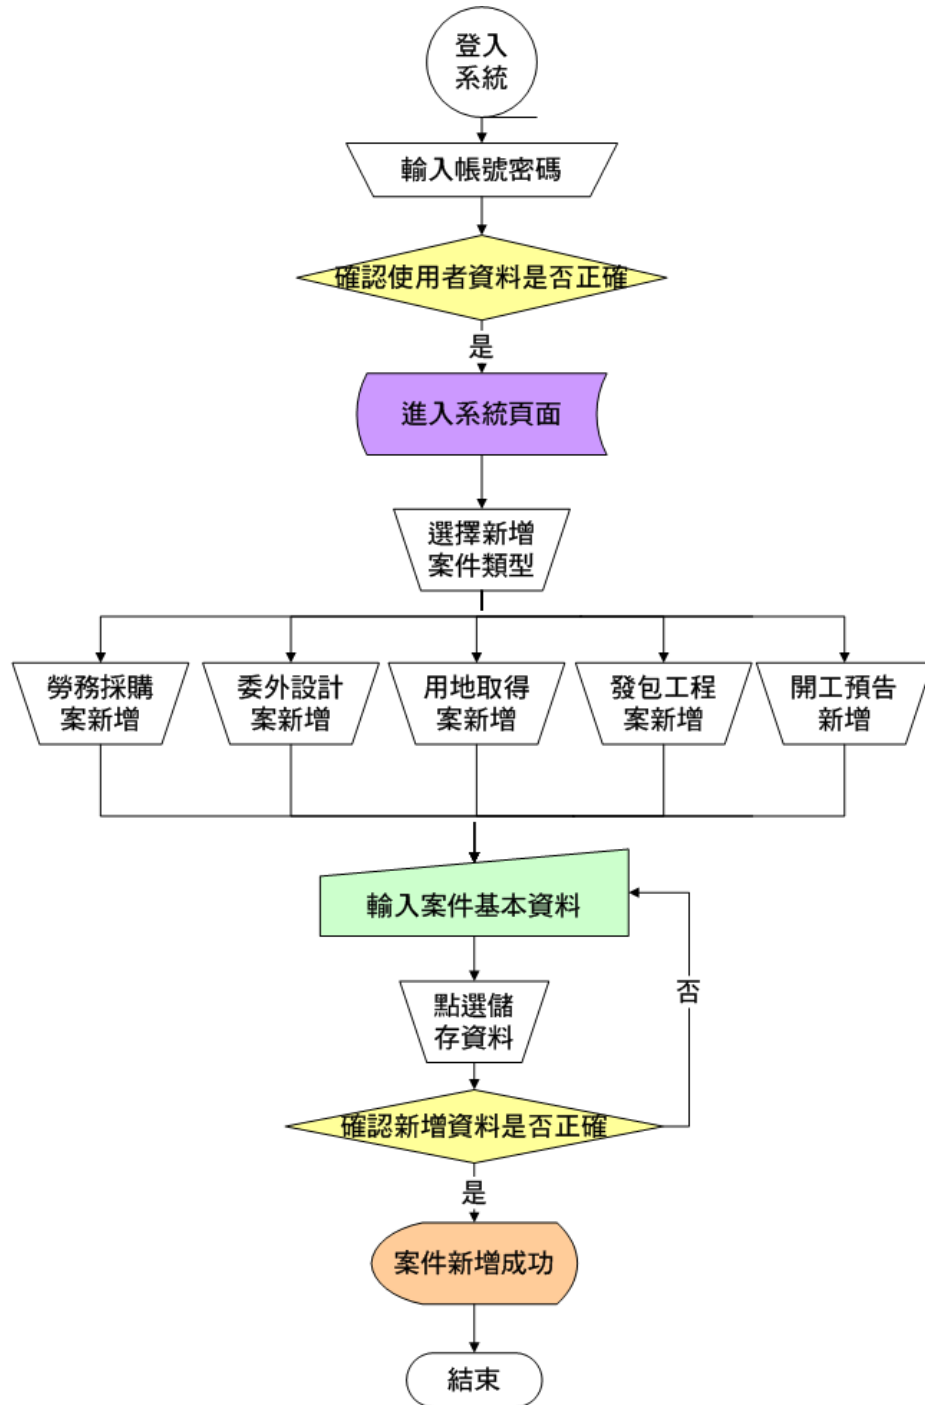 登入
系統
輸入帳號密碼
確認使用者資料是否正確
是
進入系統頁面
選擇新增
案件類型
勞務採購
案新增
委外設計
案新增
用地取得
案新增
發包工程
案新增
開工預告
新增
輸入案件基本資料
點選儲
存資料
否
確認新增資料是否正確
是
案件新增成功
結束